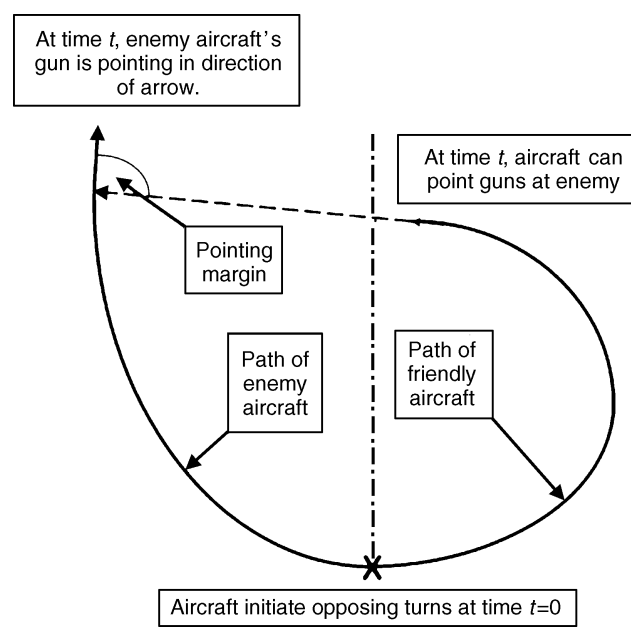 At time t, enemy aircraft's
gun is pointing in direction
of arrow.
At time t, aircraft can
point guns at enemy
Pointing
margin
Path of
enemy
aircraft
Path of
friendly
aircraft
Aircraft initiate opposing turns at time t=0